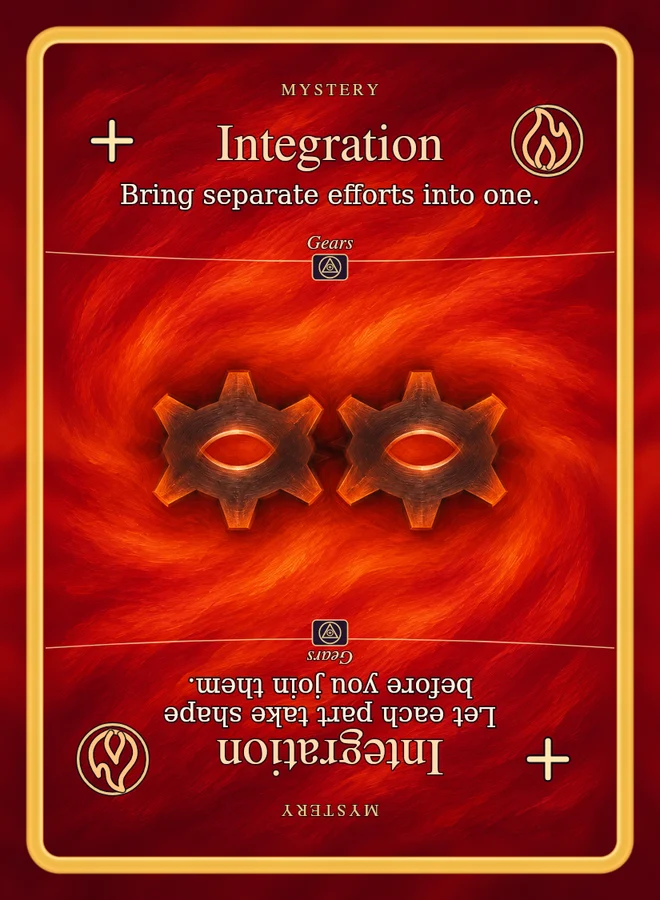 MYSTERY
Integration
Bring separate efforts into one.
Gears
MYSTERY
Integration
Let each part take shape
before you join them.
Gears